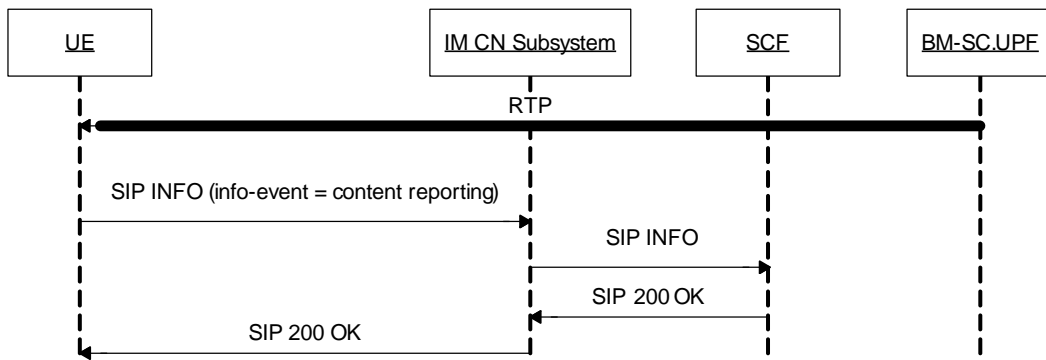 UE
IM CN Subsystem
SCF
BM-SC.UPF
RTP
SIP INFO (info-event = content reporting)
SIP INFO
SIP 200 OK
SIP 200 OK